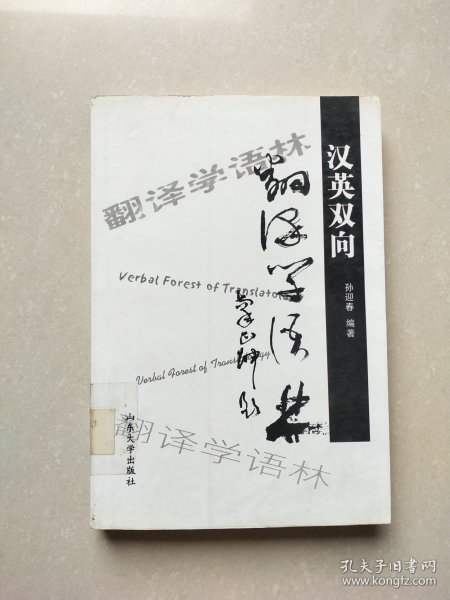 翻译学语林
汉英双向
孙迎春 编著
翻译学语林
Verbal Forest of Translatology
Verbal Forest of Trans
gy
翻译学语林
山东大学出版社
孔夫子旧书网
www.kongfz.com